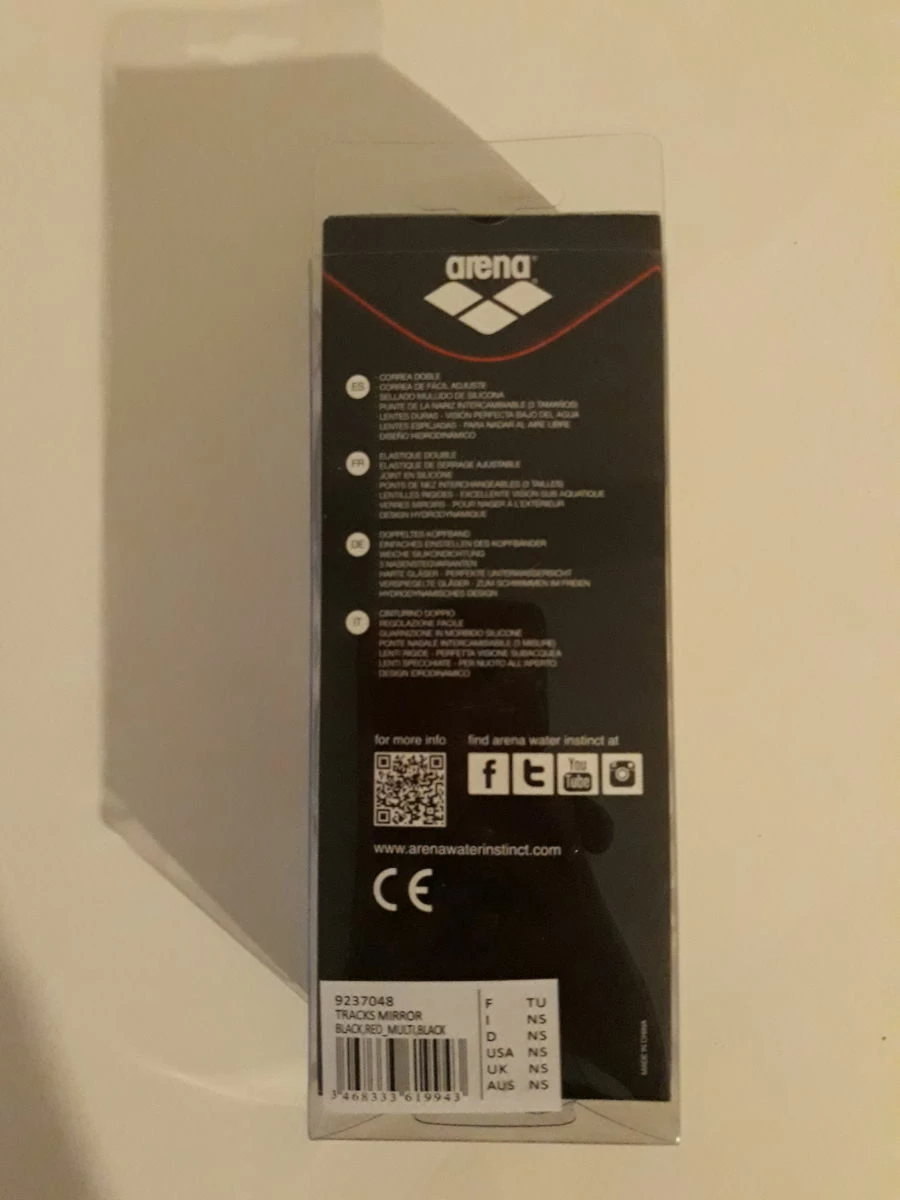 arena
ES
- CORREA DOBLE
- CORREA DE FÁCIL ADJUSTE
- SELLADO MULLIDO DE SILICONA
- PUNTE DE LA NARIZ INTERCAMBIABLE (3 TAMAÑOS)
- LENTES DURAS - VISIÓN PERFECTA BAJO DEL AGUA
- LENTES ESPEJADAS - PARA NADAR AL AIRE LIBRE
- DISEÑO HIDRODINÁMICO
FR
- ELASTIQUE DOUBLE
- ELASTIQUE DE SERRAGE AJUSTABLE
- JOINT EN SILICONE
- PONTS DE NEZ INTERCHANGEABLES (3 TAILLES)
- LENTILLES RIGIDES - EXCELLENTE VISION SUB AQUATIQUE
- VERRES MIROIRS - POUR NAGER A L'EXTÉRIEUR
- DESIGN HYDRODYNAMIQUE
DE
- DOPPELTES KOPFBAND
- EINFACHES EINSTELLEN DES KOPFBÄNDER
- WEICHE SILIKONDICHTUNG
- 3 NASENSTEGVARIANTEN
- HARTE GLÄSER - PERFEKTE UNTERWASSERSICHT
- VERSPIEGELTE GLÄSER - ZUM SCHWIMMEN IM FREIEN
- HYDRODYNAMISCHES DESIGN
IT
- CINTURINO DOPPIO
- REGOLAZIONE FACILE
- GUARNIZIONE IN MORBIDO SILICONE
- PONTE NASALE INTERCAMBIABILE (3 MISURE)
- LENTI RIGIDE - PERFETTA VISIONE SUBACQUEA
- LENTI SPECCHIATE - PER NUOTO ALL'APERTO
- DESIGN IDRODINAMICO
for more info
find arena water instinct at
You Tube
www.arenawaterinstinct.com
CE
9237048
TRACKS MIRROR
BLACK,RED_MULTI,BLACK
3 468333 619943
F TU
I NS
D NS
USA NS
UK NS
AUS NS
MADE IN CHINA